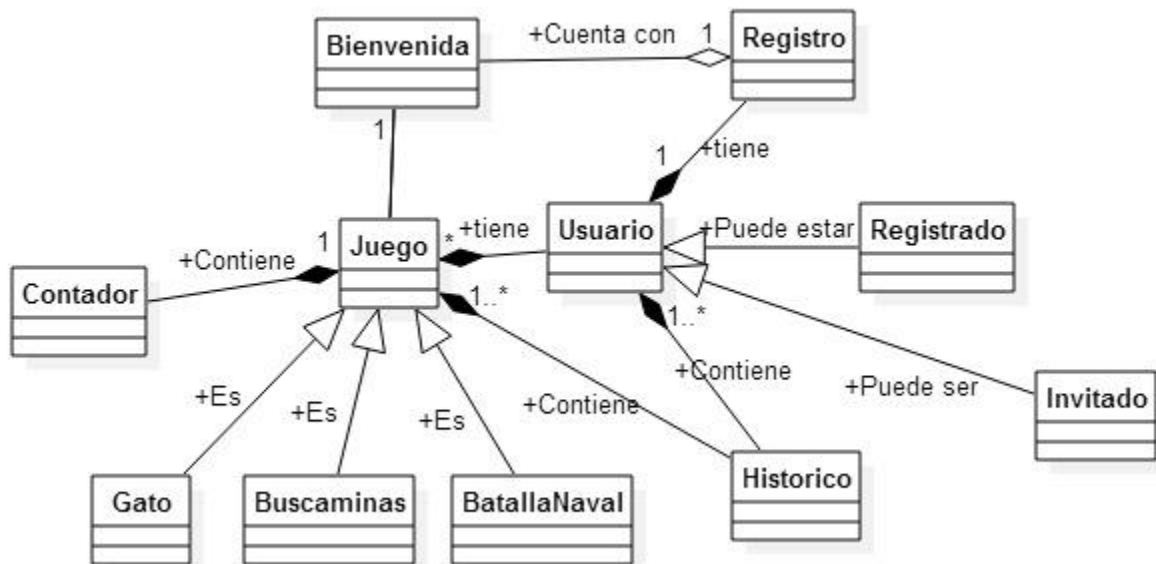 Bienvenida
+Cuenta con
1
Registro
1
1
+tiene
1
Juego
*
+tiene
Usuario
+Puede estar
Registrado
+Contiene
Contador
1..*
1..*
+Contiene
+Puede ser
Invitado
+Es
+Es
+Es
+Contiene
Gato
Buscaminas
BatallaNaval
Historico